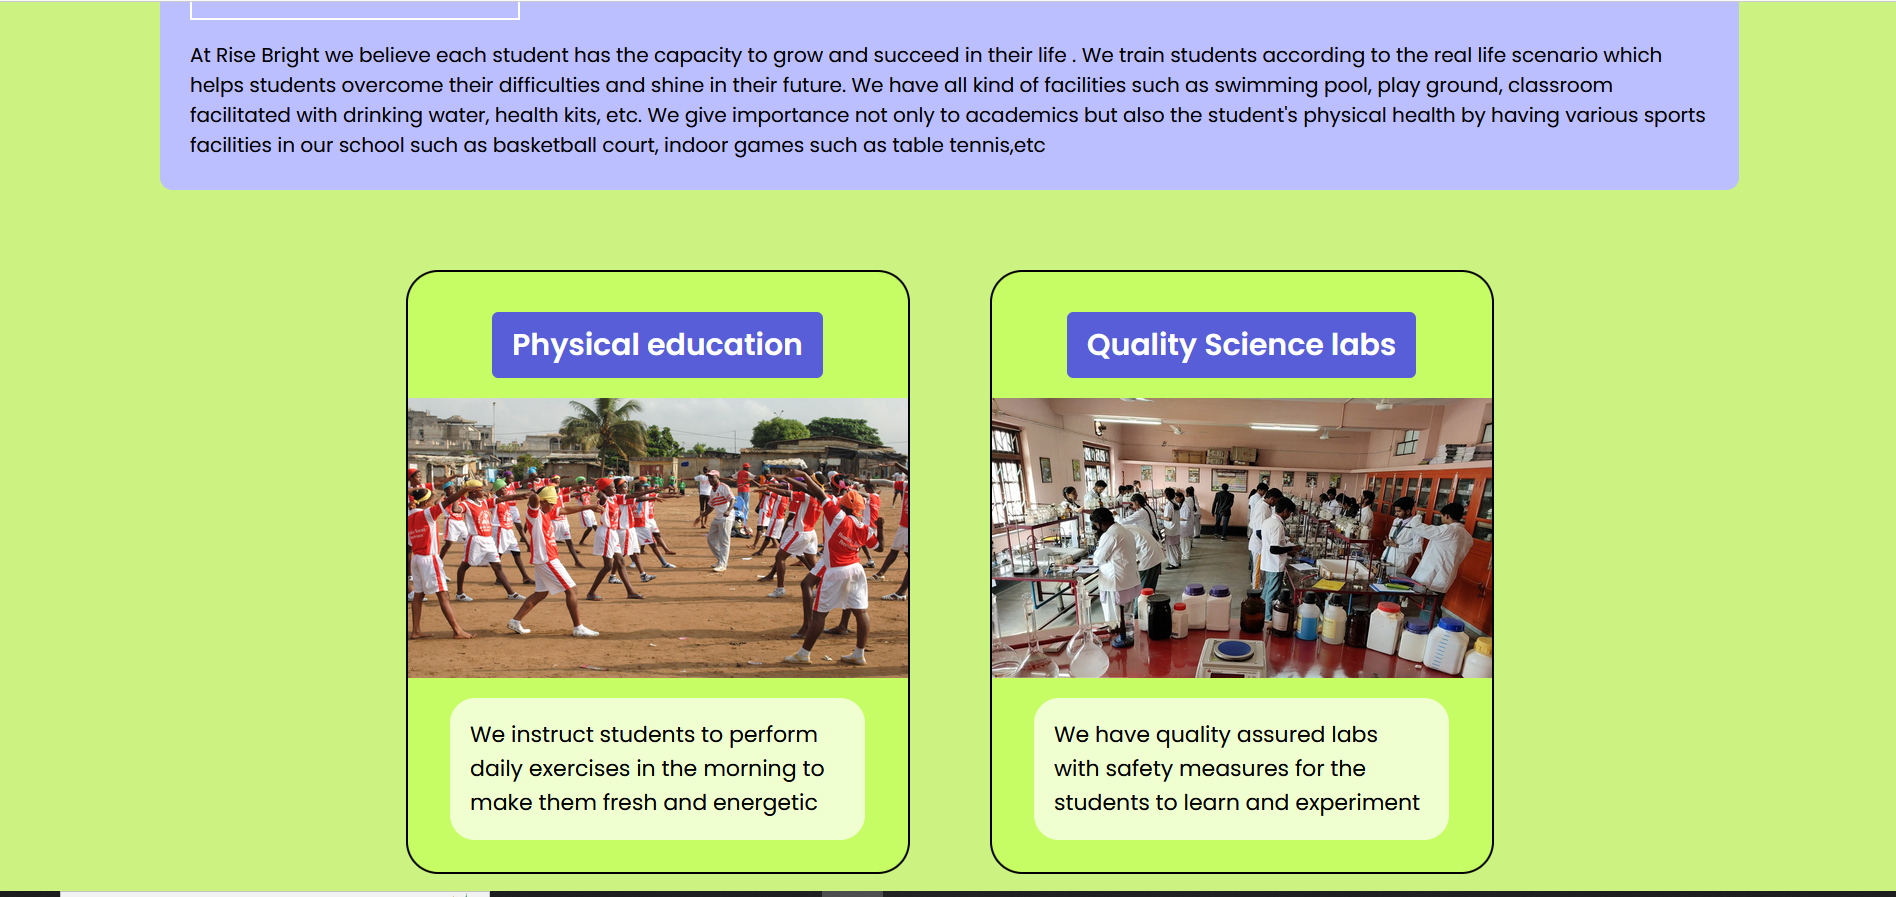 At Rise Bright we believe each student has the capacity to grow and succeed in their life . We train students according to the real life scenario which
helps students overcome their difficulties and shine in their future. We have all kind of facilities such as swimming pool, play ground, classroom
facilitated with drinking water, health kits, etc. We give importance not only to academics but also the student's physical health by having various sports
facilities in our school such as basketball court, indoor games such as table tennis,etc
Physical education
We instruct students to perform
daily exercises in the morning to
make them fresh and energetic
Quality Science labs
We have quality assured labs
with safety measures for the
students to learn and experiment